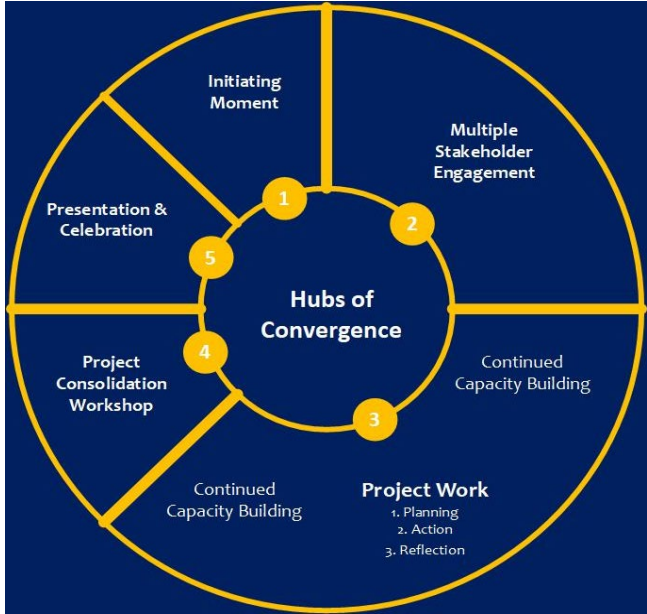 Initiating
Moment
1
Multiple
Stakeholder
Engagement
2
Presentation &
Celebration
5
Hubs of
Convergence
Project
Consolidation
Workshop
4
Continued
Capacity Building
3
Continued
Capacity Building
Project Work
1. Planning
2. Action
3. Reflection